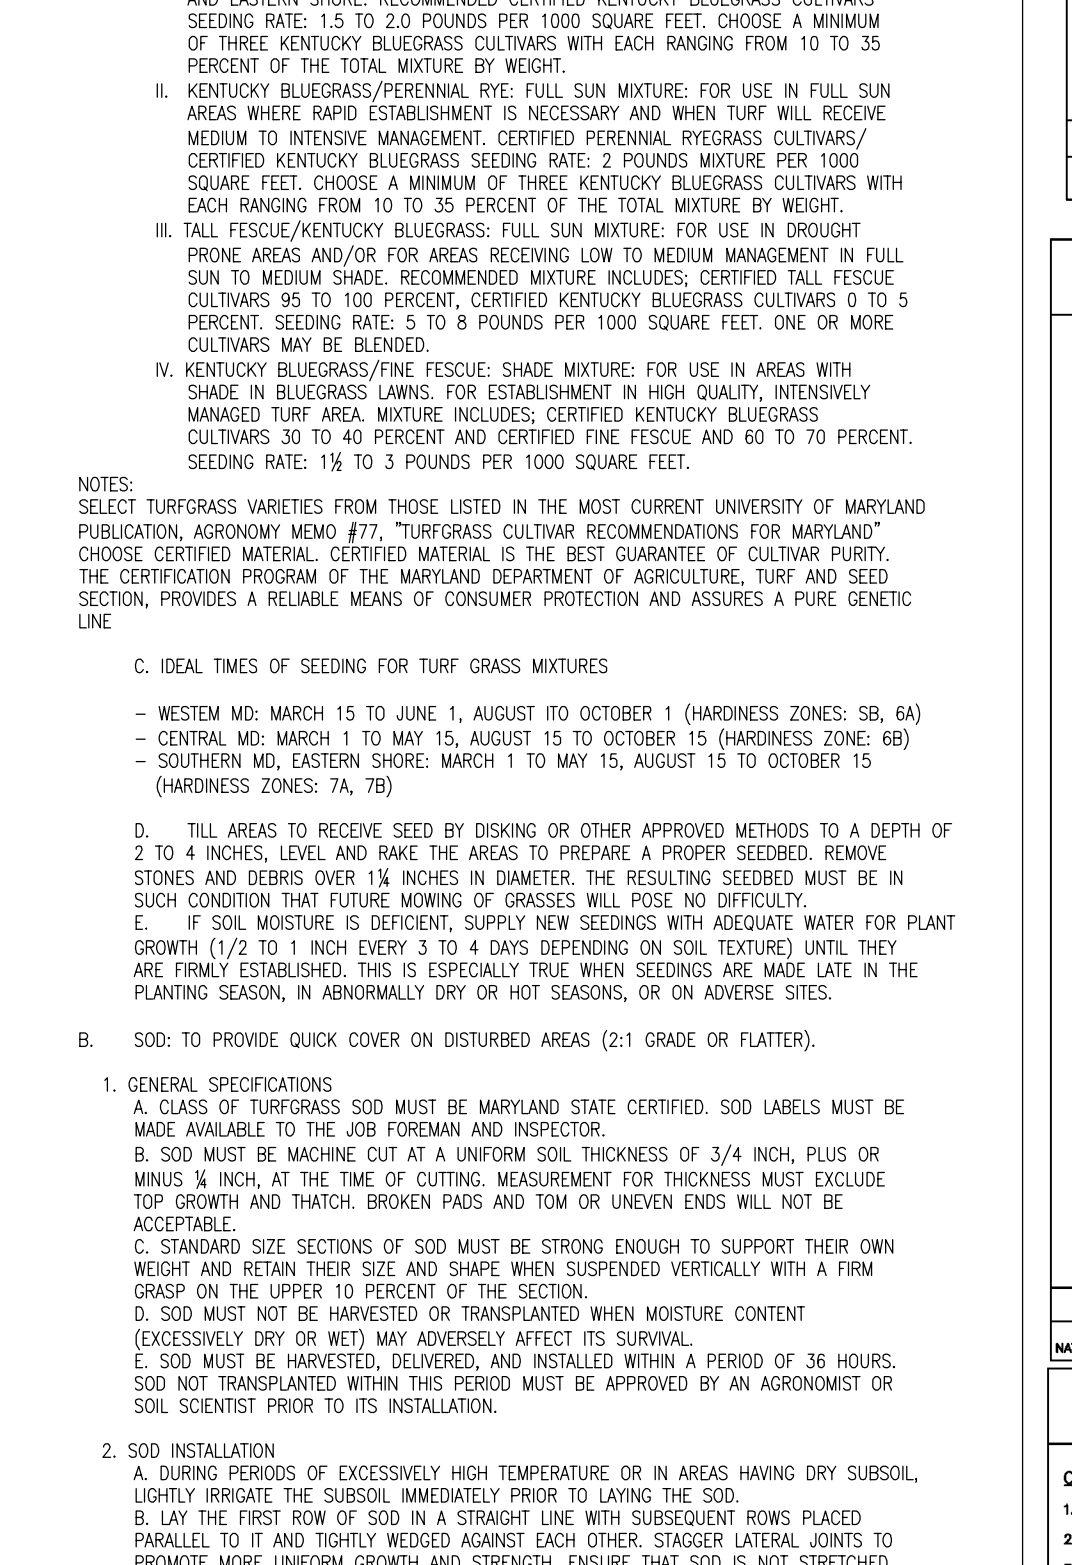 AND EASTERN SHORE. RECOMMENDED CERTIFIED KENTUCKY BLUEGRASS CULTIVARS
SEEDING RATE: 1.5 TO 2.0 POUNDS PER 1000 SQUARE FEET. CHOOSE A MINIMUM
OF THREE KENTUCKY BLUEGRASS CULTIVARS WITH EACH RANGING FROM 10 TO 35
PERCENT OF THE TOTAL MIXTURE BY WEIGHT.
II. KENTUCKY BLUEGRASS/PERENNIAL RYE: FULL SUN MIXTURE: FOR USE IN FULL SUN
AREAS WHERE RAPID ESTABLISHMENT IS NECESSARY AND WHEN TURF WILL RECEIVE
MEDIUM TO INTENSIVE MANAGEMENT. CERTIFIED PERENNIAL RYEGRASS CULTIVARS/
CERTIFIED KENTUCKY BLUEGRASS SEEDING RATE: 2 POUNDS MIXTURE PER 1000
SQUARE FEET. CHOOSE A MINIMUM OF THREE KENTUCKY BLUEGRASS CULTIVARS WITH
EACH RANGING FROM 10 TO 35 PERCENT OF THE TOTAL MIXTURE BY WEIGHT.
III. TALL FESCUE/KENTUCKY BLUEGRASS: FULL SUN MIXTURE: FOR USE IN DROUGHT
PRONE AREAS AND/OR FOR AREAS RECEIVING LOW TO MEDIUM MANAGEMENT IN FULL
SUN TO MEDIUM SHADE. RECOMMENDED MIXTURE INCLUDES; CERTIFIED TALL FESCUE
CULTIVARS 95 TO 100 PERCENT, CERTIFIED KENTUCKY BLUEGRASS CULTIVARS 0 TO 5
PERCENT. SEEDING RATE: 5 TO 8 POUNDS PER 1000 SQUARE FEET. ONE OR MORE
CULTIVARS MAY BE BLENDED.
IV. KENTUCKY BLUEGRASS/FINE FESCUE: SHADE MIXTURE: FOR USE IN AREAS WITH
SHADE IN BLUEGRASS LAWNS. FOR ESTABLISHMENT IN HIGH QUALITY, INTENSIVELY
MANAGED TURF AREA. MIXTURE INCLUDES; CERTIFIED KENTUCKY BLUEGRASS
CULTIVARS 30 TO 40 PERCENT AND CERTIFIED FINE FESCUE AND 60 TO 70 PERCENT.
SEEDING RATE: 1½ TO 3 POUNDS PER 1000 SQUARE FEET.
NOTES:
SELECT TURFGRASS VARIETIES FROM THOSE LISTED IN THE MOST CURRENT UNIVERSITY OF MARYLAND
PUBLICATION, AGRONOMY MEMO #77, "TURFGRASS CULTIVAR RECOMMENDATIONS FOR MARYLAND"
CHOOSE CERTIFIED MATERIAL. CERTIFIED MATERIAL IS THE BEST GUARANTEE OF CULTIVAR PURITY.
THE CERTIFICATION PROGRAM OF THE MARYLAND DEPARTMENT OF AGRICULTURE, TURF AND SEED
SECTION, PROVIDES A RELIABLE MEANS OF CONSUMER PROTECTION AND ASSURES A PURE GENETIC
LINE
C. IDEAL TIMES OF SEEDING FOR TURF GRASS MIXTURES
– WESTEM MD: MARCH 15 TO JUNE 1, AUGUST ITO OCTOBER 1 (HARDINESS ZONES: SB, 6A)
– CENTRAL MD: MARCH 1 TO MAY 15, AUGUST 15 TO OCTOBER 15 (HARDINESS ZONE: 6B)
– SOUTHERN MD, EASTERN SHORE: MARCH 1 TO MAY 15, AUGUST 15 TO OCTOBER 15
(HARDINESS ZONES: 7A, 7B)
D. TILL AREAS TO RECEIVE SEED BY DISKING OR OTHER APPROVED METHODS TO A DEPTH OF
2 TO 4 INCHES, LEVEL AND RAKE THE AREAS TO PREPARE A PROPER SEEDBED. REMOVE
STONES AND DEBRIS OVER 1¼ INCHES IN DIAMETER. THE RESULTING SEEDBED MUST BE IN
SUCH CONDITION THAT FUTURE MOWING OF GRASSES WILL POSE NO DIFFICULTY.
E. IF SOIL MOISTURE IS DEFICIENT, SUPPLY NEW SEEDINGS WITH ADEQUATE WATER FOR PLANT
GROWTH (1/2 TO 1 INCH EVERY 3 TO 4 DAYS DEPENDING ON SOIL TEXTURE) UNTIL THEY
ARE FIRMLY ESTABLISHED. THIS IS ESPECIALLY TRUE WHEN SEEDINGS ARE MADE LATE IN THE
PLANTING SEASON, IN ABNORMALLY DRY OR HOT SEASONS, OR ON ADVERSE SITES.
B. SOD: TO PROVIDE QUICK COVER ON DISTURBED AREAS (2:1 GRADE OR FLATTER).
1. GENERAL SPECIFICATIONS
A. CLASS OF TURFGRASS SOD MUST BE MARYLAND STATE CERTIFIED. SOD LABELS MUST BE
MADE AVAILABLE TO THE JOB FOREMAN AND INSPECTOR.
B. SOD MUST BE MACHINE CUT AT A UNIFORM SOIL THICKNESS OF 3/4 INCH, PLUS OR
MINUS ¼ INCH, AT THE TIME OF CUTTING. MEASUREMENT FOR THICKNESS MUST EXCLUDE
TOP GROWTH AND THATCH. BROKEN PADS AND TOM OR UNEVEN ENDS WILL NOT BE
ACCEPTABLE.
C. STANDARD SIZE SECTIONS OF SOD MUST BE STRONG ENOUGH TO SUPPORT THEIR OWN
WEIGHT AND RETAIN THEIR SIZE AND SHAPE WHEN SUSPENDED VERTICALLY WITH A FIRM
GRASP ON THE UPPER 10 PERCENT OF THE SECTION.
D. SOD MUST NOT BE HARVESTED OR TRANSPLANTED WHEN MOISTURE CONTENT
(EXCESSIVELY DRY OR WET) MAY ADVERSELY AFFECT ITS SURVIVAL.
E. SOD MUST BE HARVESTED, DELIVERED, AND INSTALLED WITHIN A PERIOD OF 36 HOURS.
SOD NOT TRANSPLANTED WITHIN THIS PERIOD MUST BE APPROVED BY AN AGRONOMIST OR
SOIL SCIENTIST PRIOR TO ITS INSTALLATION.
2. SOD INSTALLATION
A. DURING PERIODS OF EXCESSIVELY HIGH TEMPERATURE OR IN AREAS HAVING DRY SUBSOIL,
LIGHTLY IRRIGATE THE SUBSOIL IMMEDIATELY PRIOR TO LAYING THE SOD.
B. LAY THE FIRST ROW OF SOD IN A STRAIGHT LINE WITH SUBSEQUENT ROWS PLACED
PARALLEL TO IT AND TIGHTLY WEDGED AGAINST EACH OTHER. STAGGER LATERAL JOINTS TO
PROMOTE MORE UNIFORM GROWTH AND STRENGTH. ENSURE THAT SOD IS NOT STRETCHED
1.
2